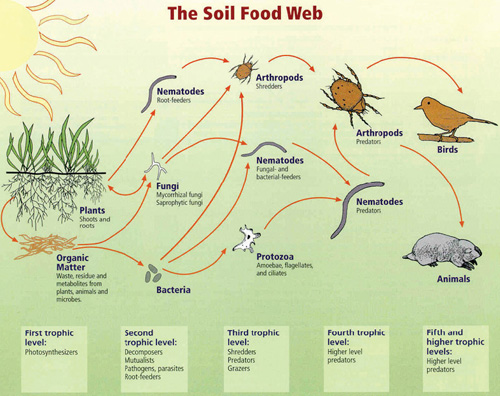 The Soil Food Web
Nematodes
Root-feeders
Arthropods
Shredders
Arthropods
Predators
Birds
Fungi
Mycorrhizal fungi
Saprophytic fungi
Nematodes
Fungal- and
bacterial-feeders
Nematodes
Predators
Plants
Shoots and
roots
Organic
Matter
Waste, residue and
metabolites from
plants, animals and
microbes.
Bacteria
Protozoa
Amoebae, flagellates,
and ciliates
Animals
First trophic
level:
Photosynthesizers
Second
trophic level:
Decomposers
Mutualists
Pathogens, parasites
Root-feeders
Third trophic
level:
Shredders
Predators
Grazers
Fourth trophic
level:
Higher level
predators
Fifth and
higher trophic
levels:
Higher level
predators